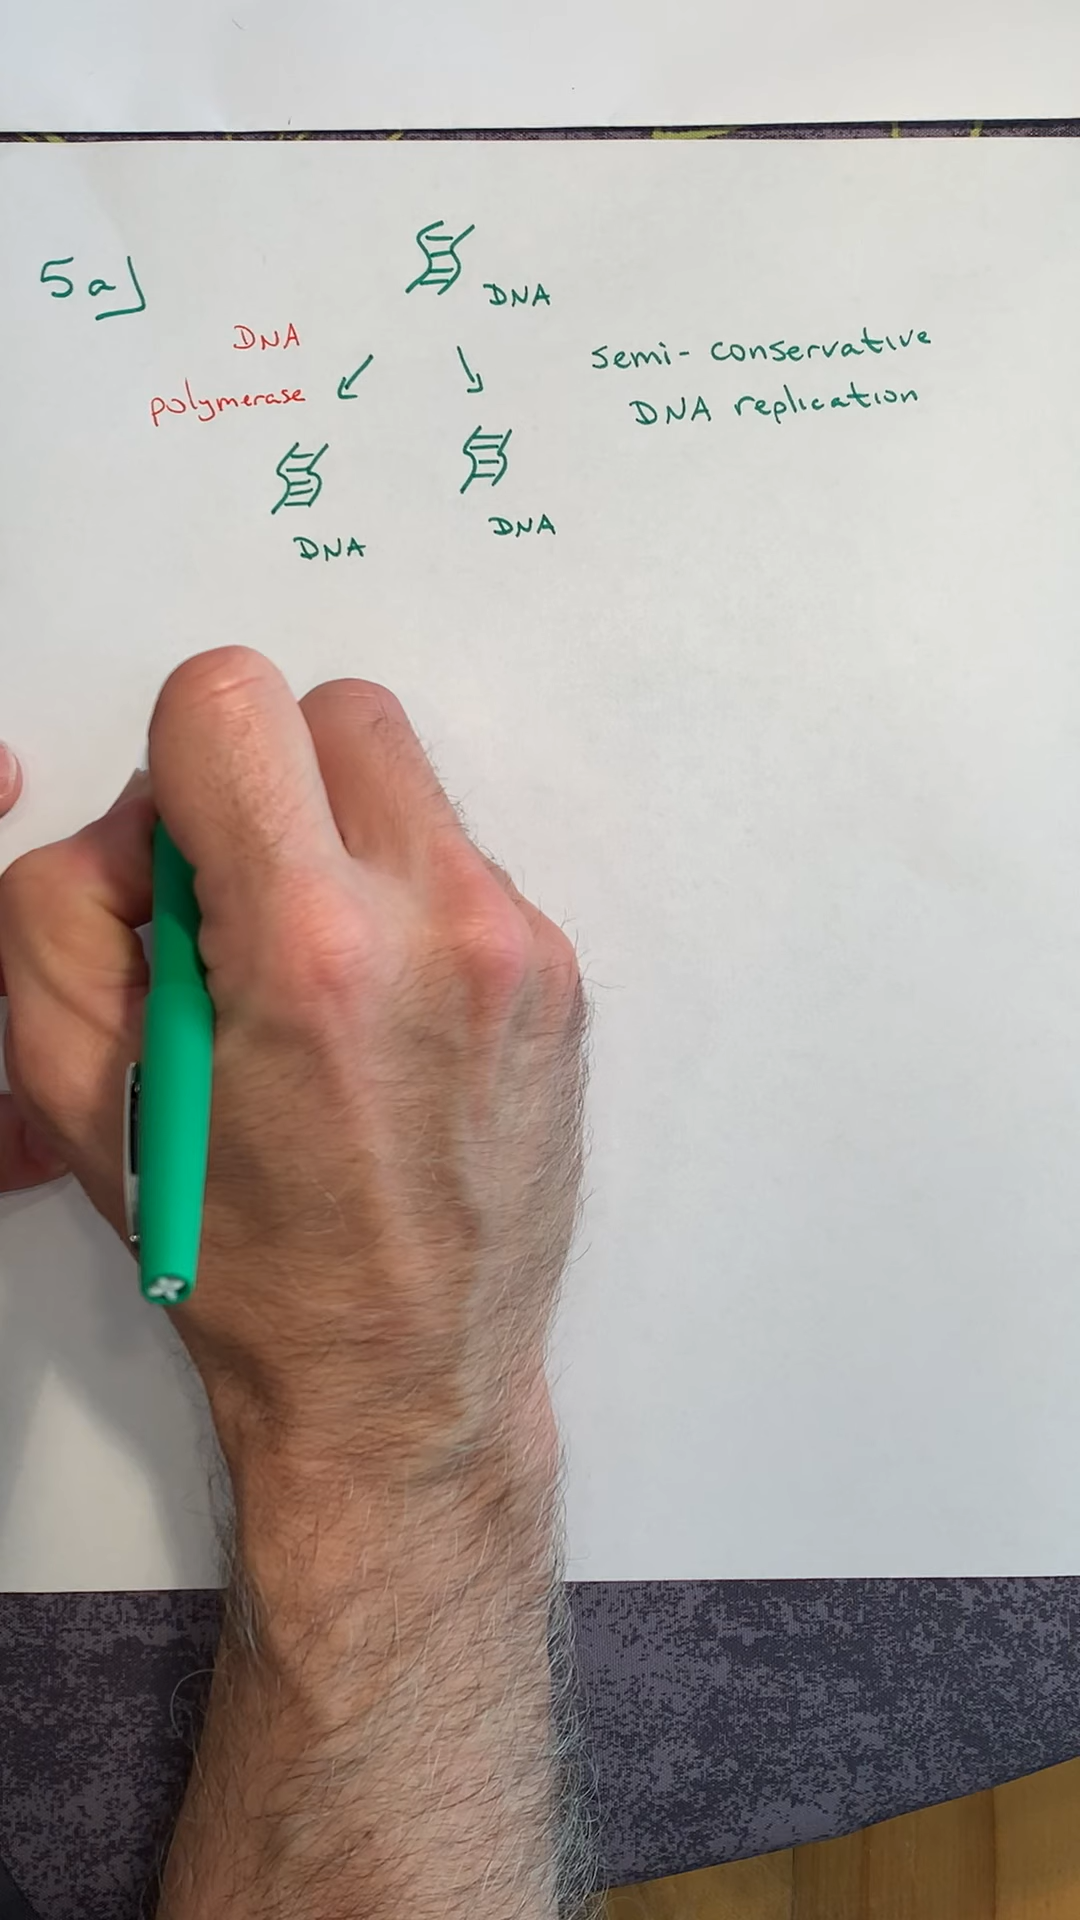 5a)
DNA
DNA
polymerase
semi-conservative
DNA replication
DNA
DNA